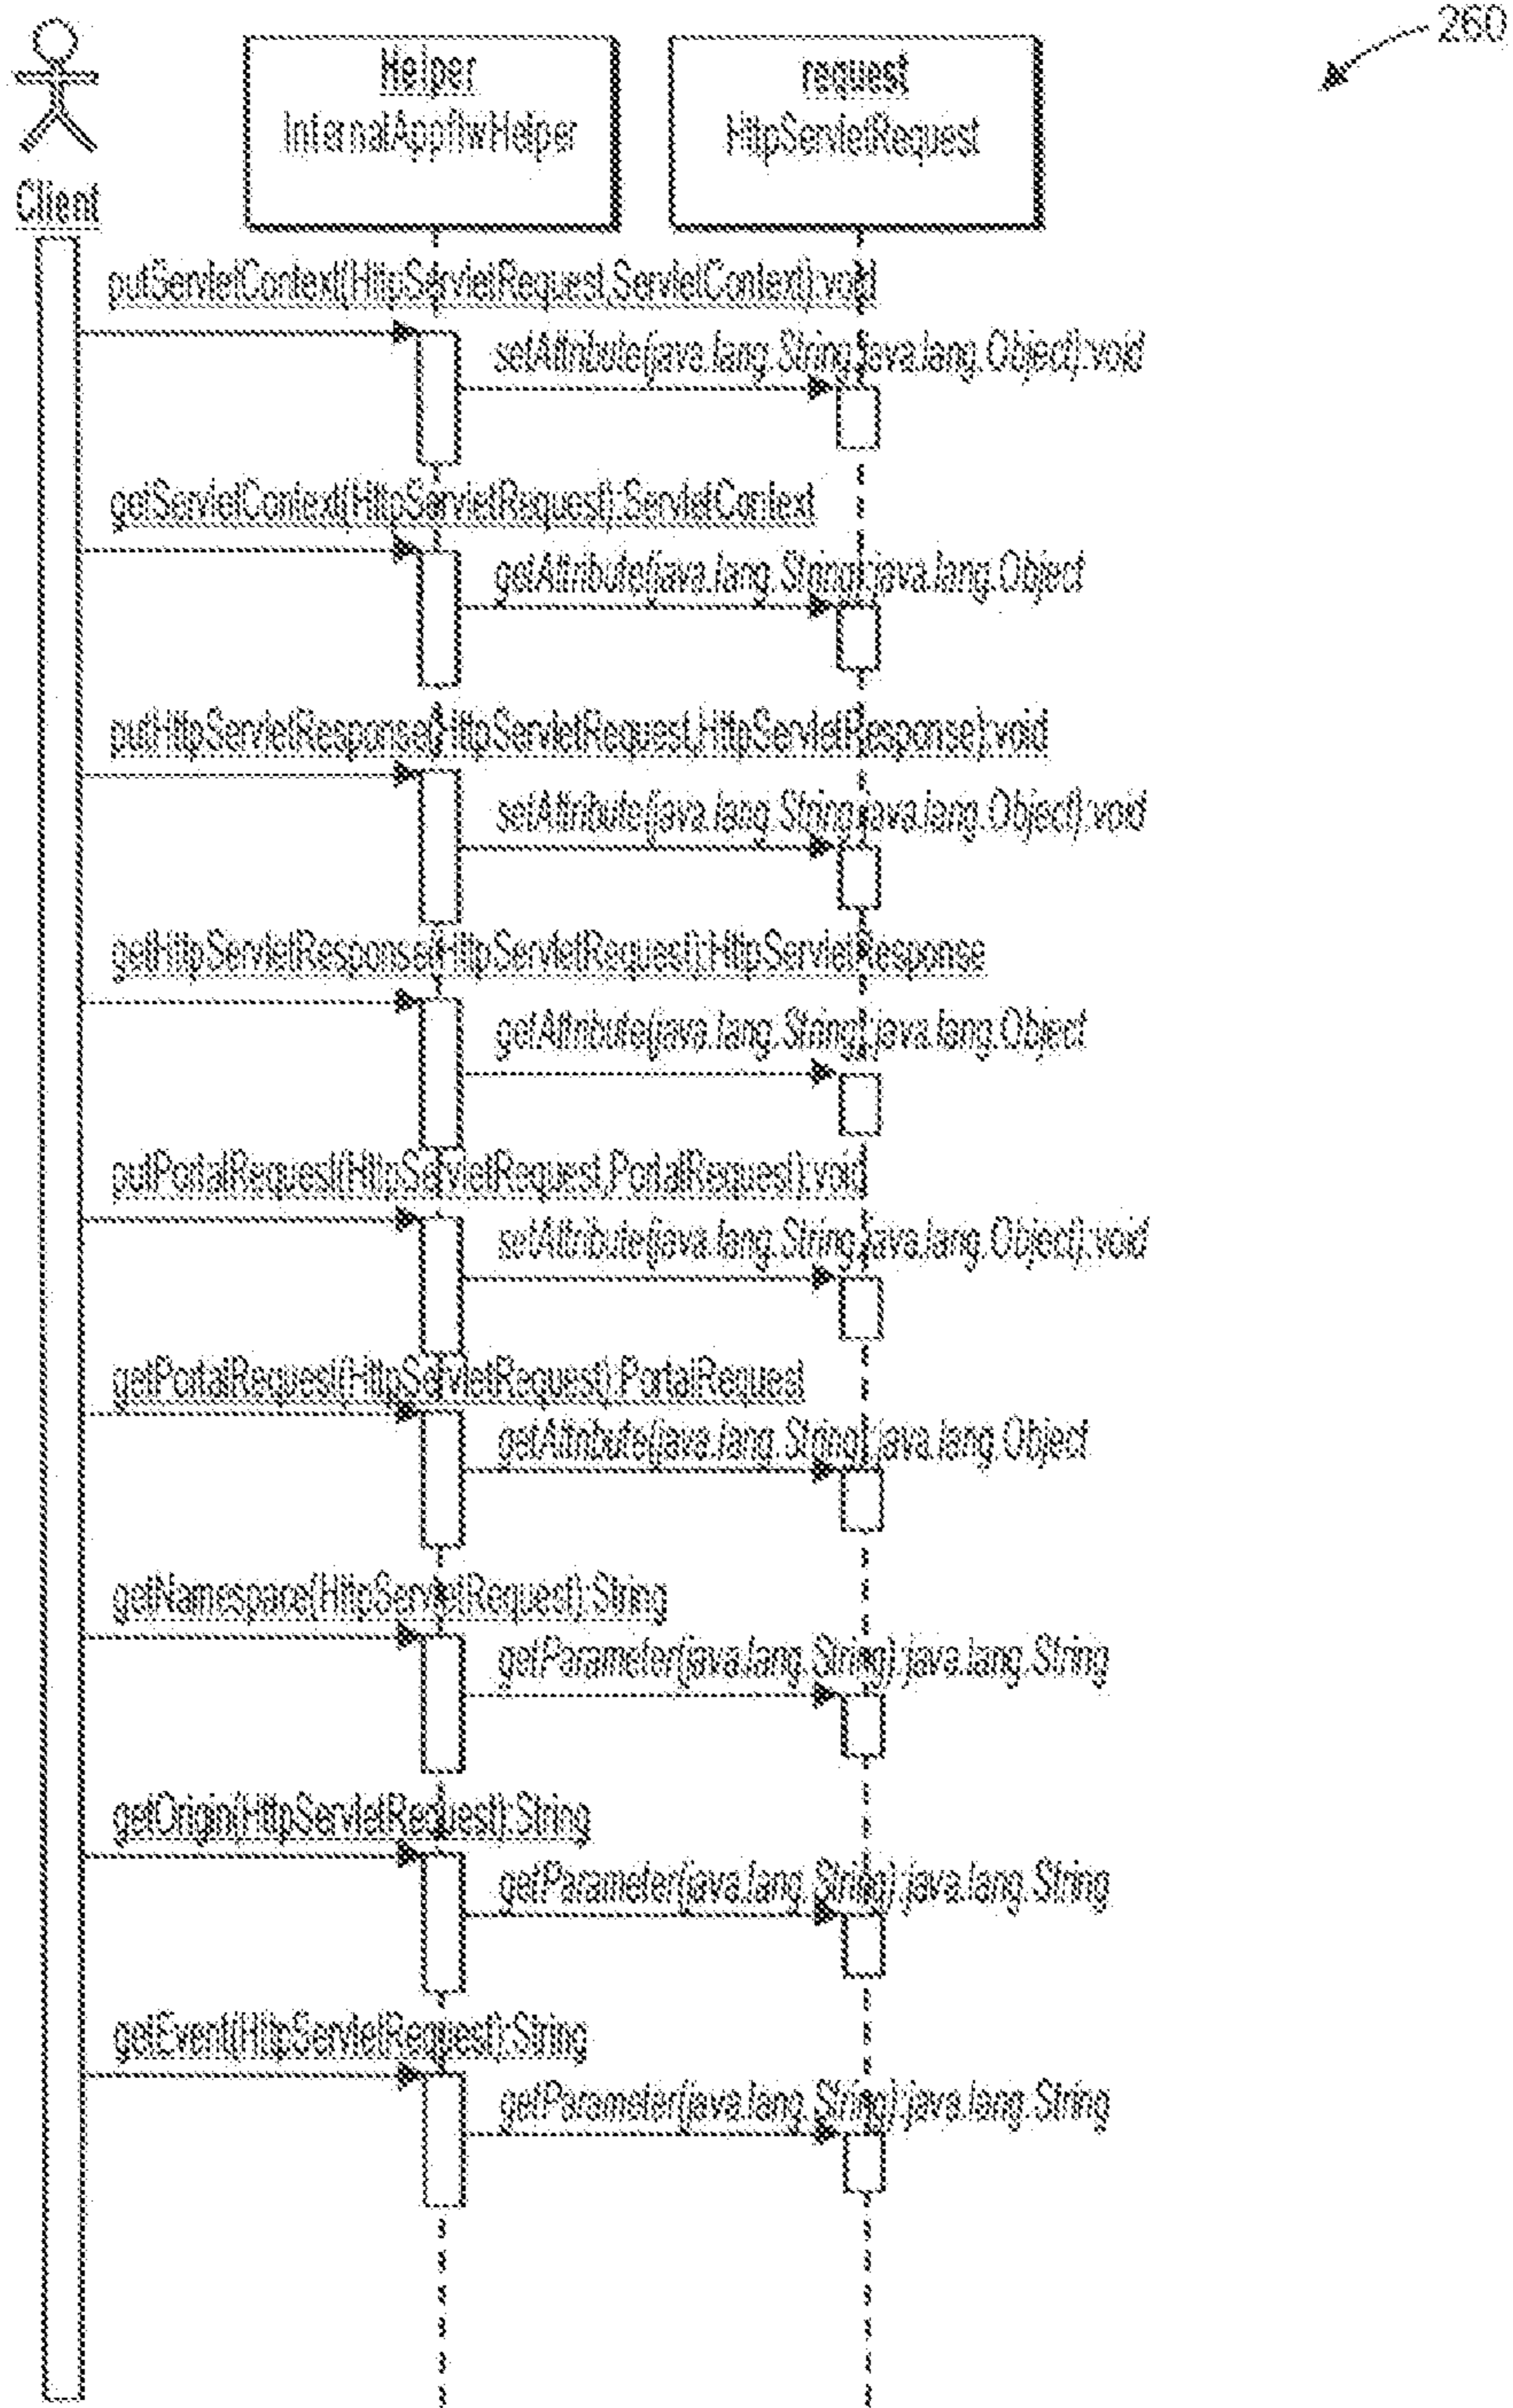 260
Helper
InternalAppflwHelper
request
HttpServletRequest
Client
putServletContext(HttpServletRequest,ServletContext):void
setAttribute(java.lang.String,java.lang.Object):void
getServletContext(HttpServletRequest):ServletContext
getAttribute(java.lang.String):java.lang.Object
putHttpServletResponse(HttpServletRequest,HttpServletResponse):void
setAttribute(java.lang.String,java.lang.Object):void
getHttpServletResponse(HttpServletRequest):HttpServletResponse
getAttribute(java.lang.String):java.lang.Object
putPortalRequest(HttpServletRequest,PortalRequest):void
setAttribute(java.lang.String,java.lang.Object):void
getPortalRequest(HttpServletRequest):PortalRequest
getAttribute(java.lang.String):java.lang.Object
getNamespace(HttpServletRequest):String
getParameter(java.lang.String):java.lang.String
getOrigin(HttpServletRequest):String
getParameter(java.lang.String):java.lang.String
getEvent(HttpServletRequest):String
getParameter(java.lang.String):java.lang.String